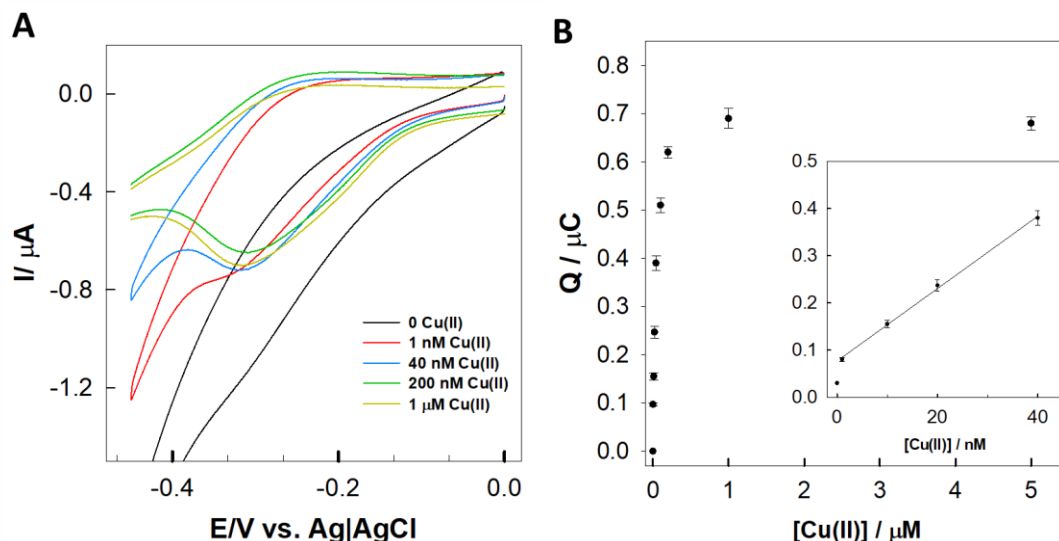 A
0.0
-0.4
-0.8
-1.2
I/ μA
-0.4
-0.2
0.0
E/V vs. Ag|AgCl
0 Cu(II)
1 nM Cu(II)
40 nM Cu(II)
200 nM Cu(II)
1 μM Cu(II)
B
0.8
0.7
0.6
0.5
0.4
0.3
0.2
0.1
0.0
Q / μC
0
1
2
3
4
5
[Cu(II)] / μM
0.5
0.4
0.3
0.2
0.1
0.0
0
20
40
[Cu(II)] / nM